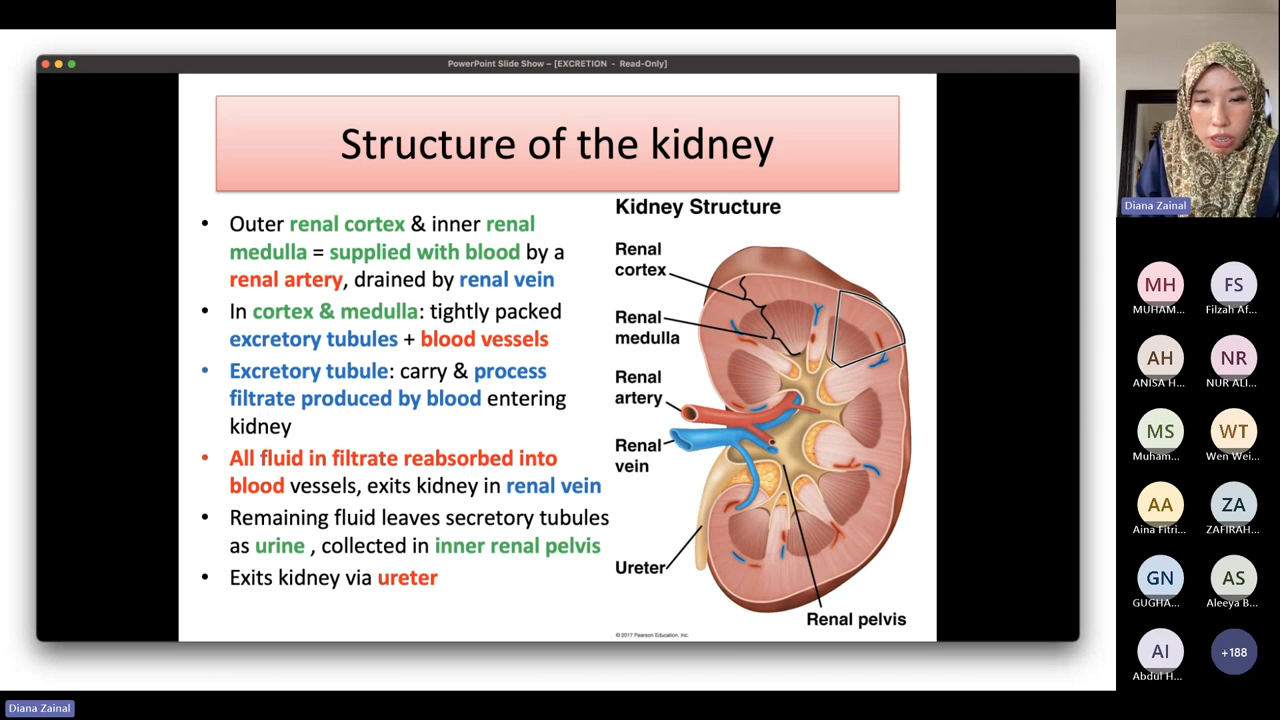 PowerPoint Slide Show – [EXCRETION - Read-Only]
Structure of the kidney
• Outer renal cortex & inner renal
medulla = supplied with blood by a
renal artery, drained by renal vein
• In cortex & medulla: tightly packed
excretory tubules + blood vessels
• Excretory tubule: carry & process
filtrate produced by blood entering
kidney
• All fluid in filtrate reabsorbed into
blood vessels, exits kidney in renal vein
• Remaining fluid leaves secretory tubules
as urine , collected in inner renal pelvis
• Exits kidney via ureter
Kidney Structure
Renal
cortex
Renal
medulla
Renal
artery
Renal
vein
Ureter
Renal pelvis
© 2017 Pearson Education, Inc.
Diana Zainal
MH
MUHAM...
FS
Filzah Af...
AH
ANISA H...
NR
NUR ALI...
MS
Muham...
WT
Wen Wei...
AA
Aina Fitri...
ZA
ZAFIRAH...
GN
GUGHA...
AS
Aleeya B...
AI
Abdul H...
+188
Diana Zainal